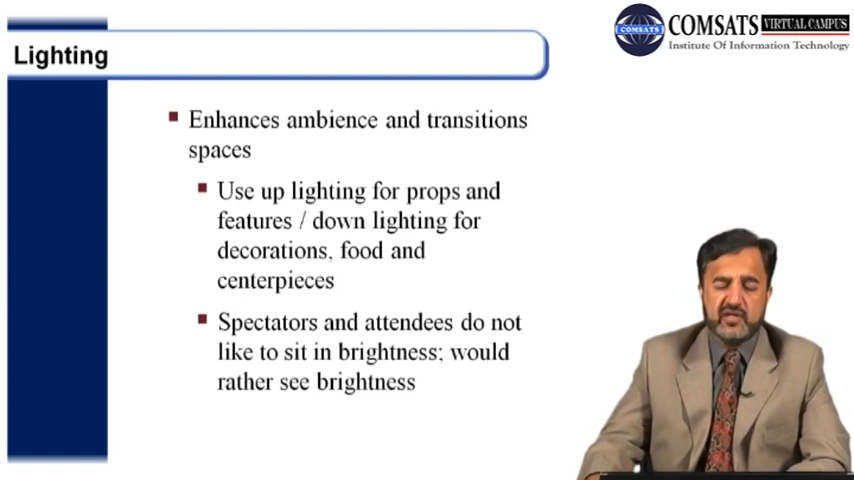 Lighting
COMSATS
COMSATS VIRTUAL CAMPUS
Institute Of Information Technology
Enhances ambience and transitions
spaces
Use up lighting for props and
features / down lighting for
decorations, food and
centerpieces
Spectators and attendees do not
like to sit in brightness; would
rather see brightness